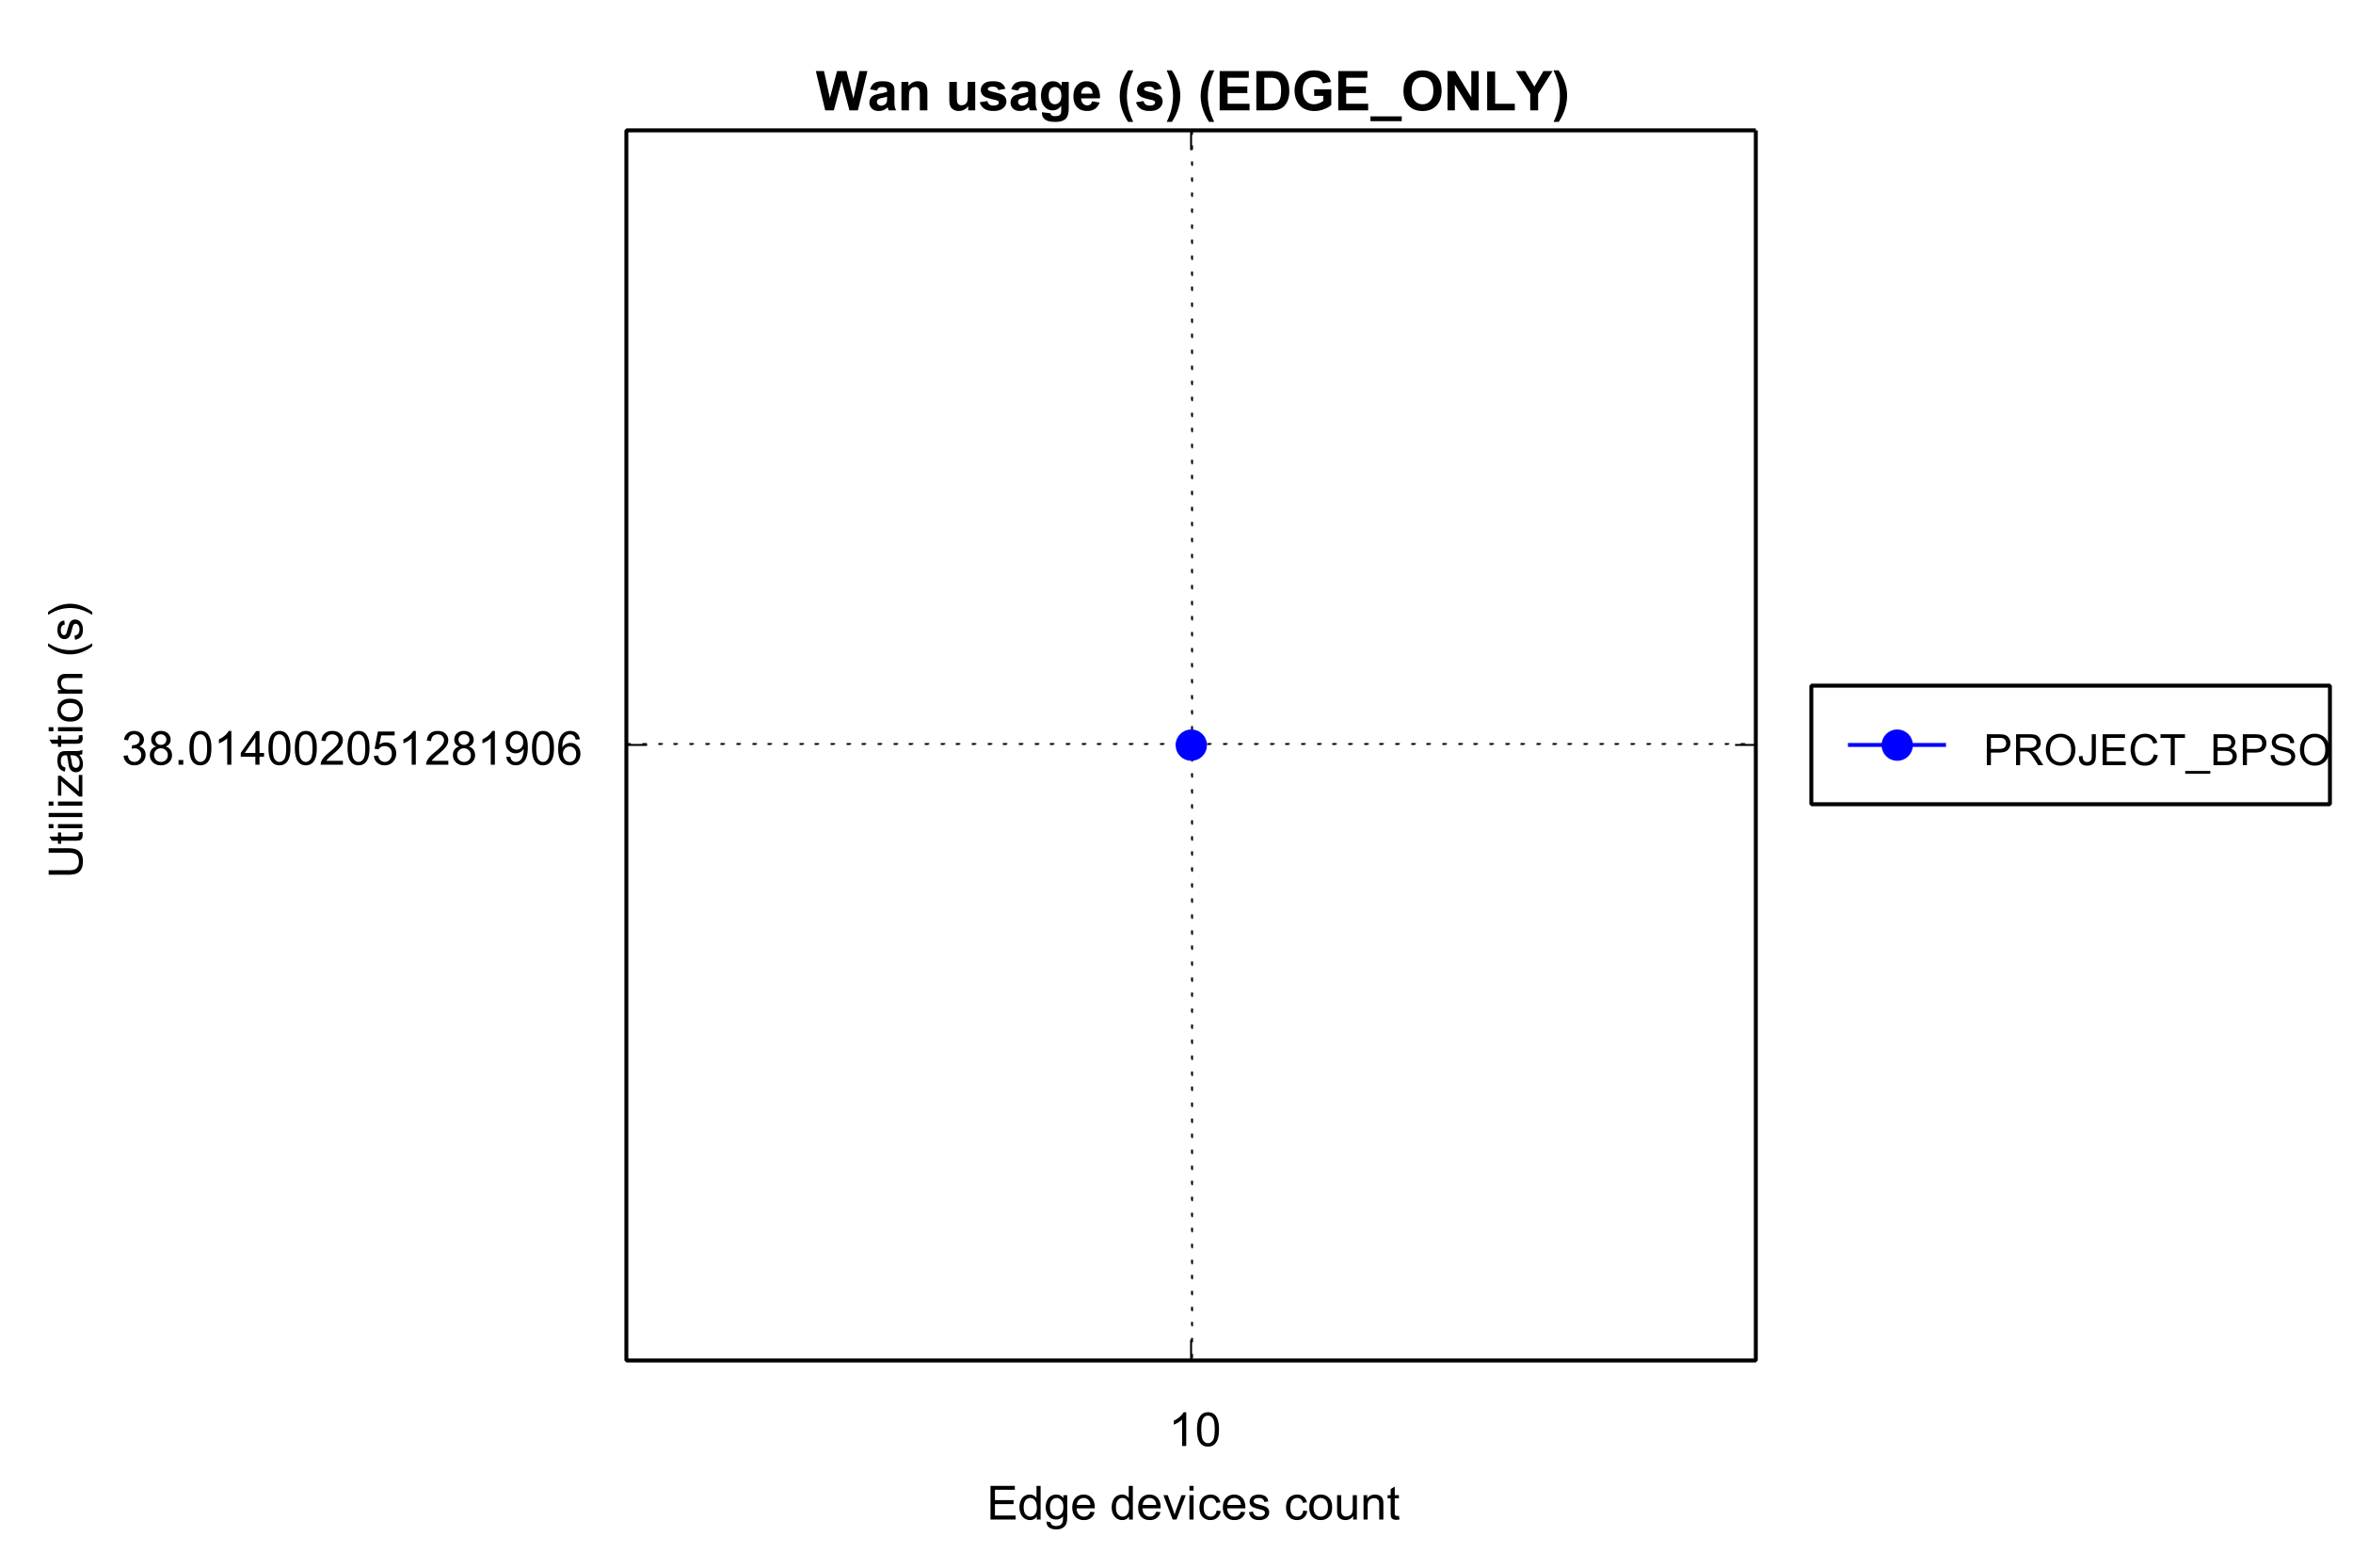 Wan usage (s)(EDGE_ONLY)
Utilization (s)
38.014002051281906
PROJECT_BPSO
10
Edge devices count